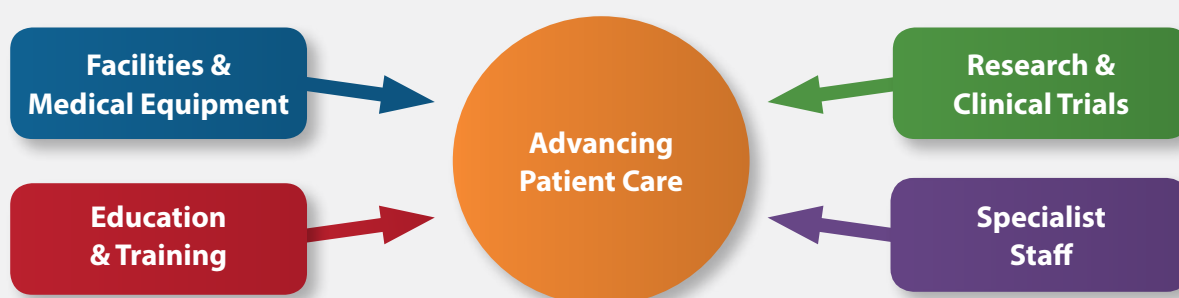 Facilities &
Medical Equipment
Education
& Training
Advancing
Patient Care
Research &
Clinical Trials
Specialist
Staff